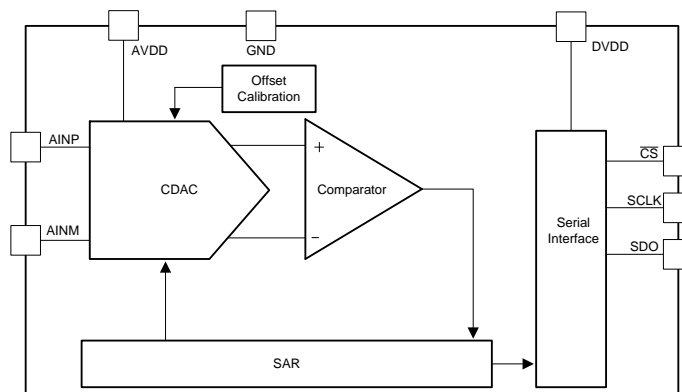 AVDD
GND
DVDD
Offset
Calibration
AINP
CDAC
+
Comparator
CS
SCLK
Serial
Interface
AINM
−
SDO
SAR